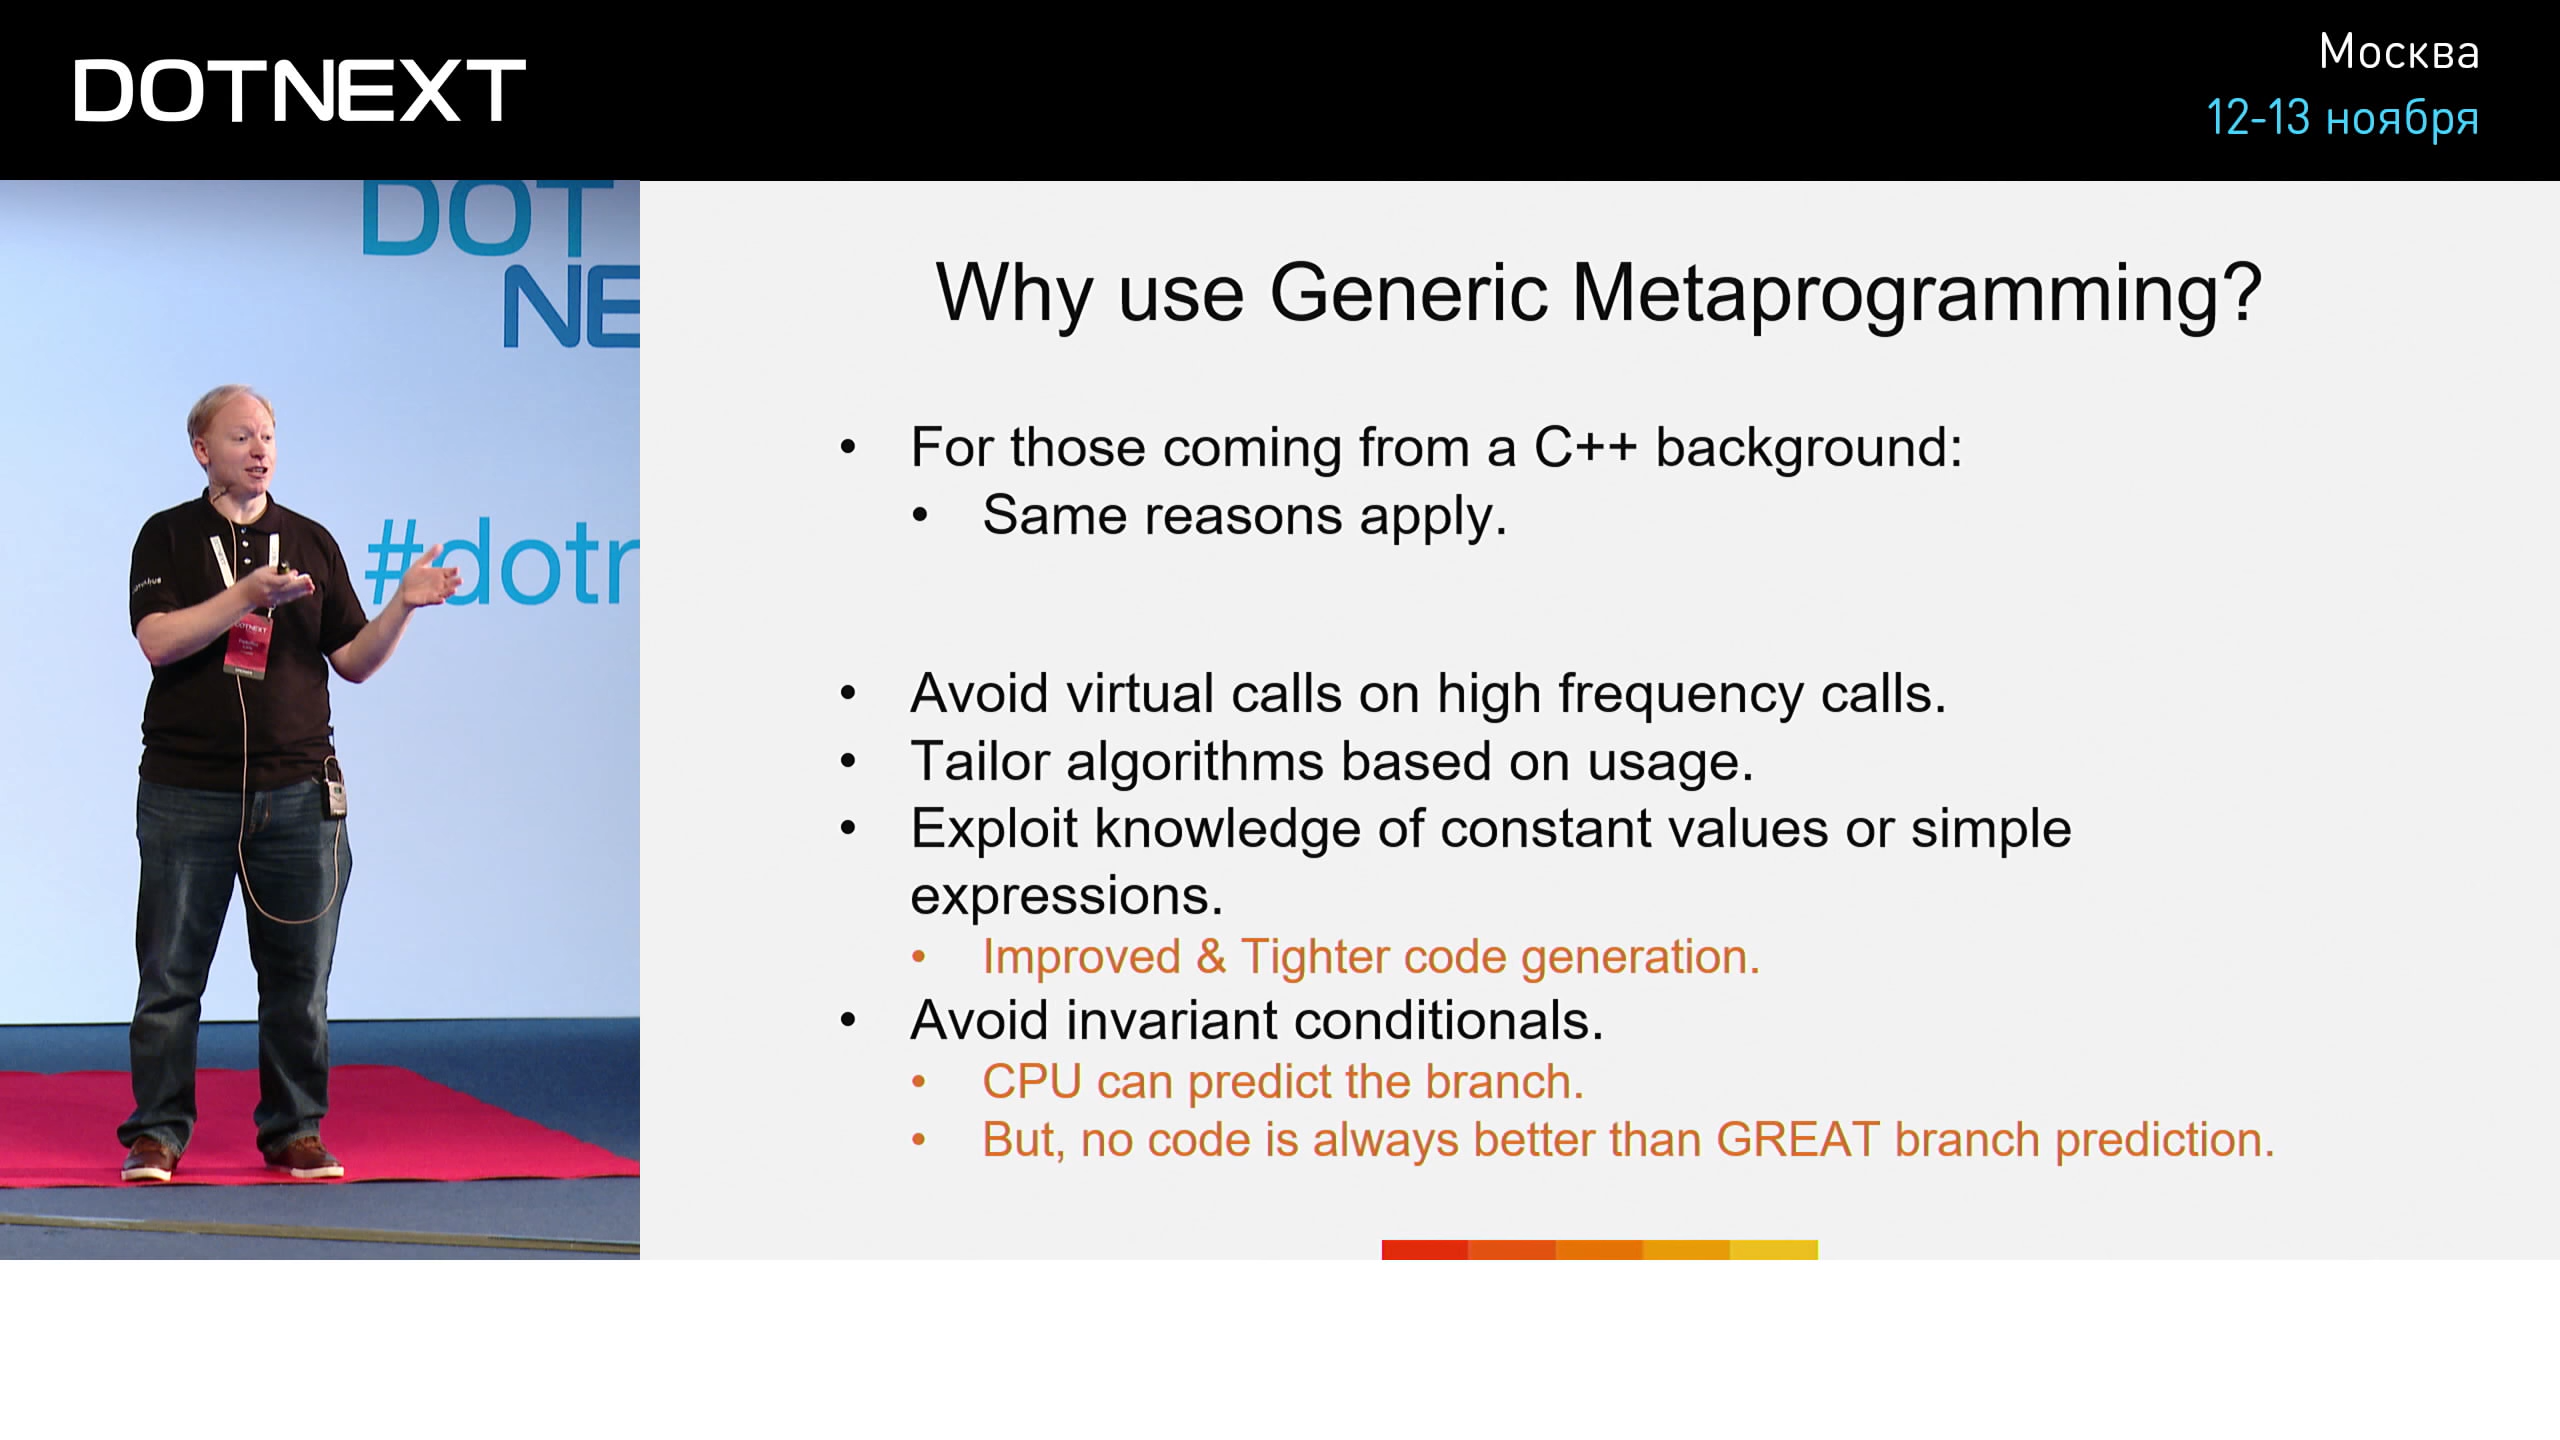 DOTNEXT
Москва
12-13 ноября
DOT
NE
#dotn
DOTNEXT
Why use Generic Metaprogramming?
• For those coming from a C++ background:
• Same reasons apply.
• Avoid virtual calls on high frequency calls.
• Tailor algorithms based on usage.
• Exploit knowledge of constant values or simple
expressions.
• Improved & Tighter code generation.
• Avoid invariant conditionals.
• CPU can predict the branch.
• But, no code is always better than GREAT branch prediction.